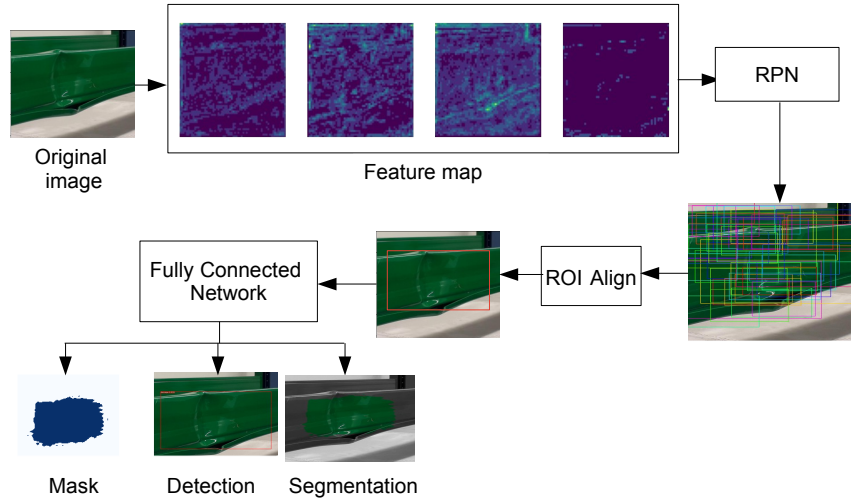 Original
image
Feature map
RPN
ROI Align
Fully Connected
Network
Mask
Detection
Segmentation